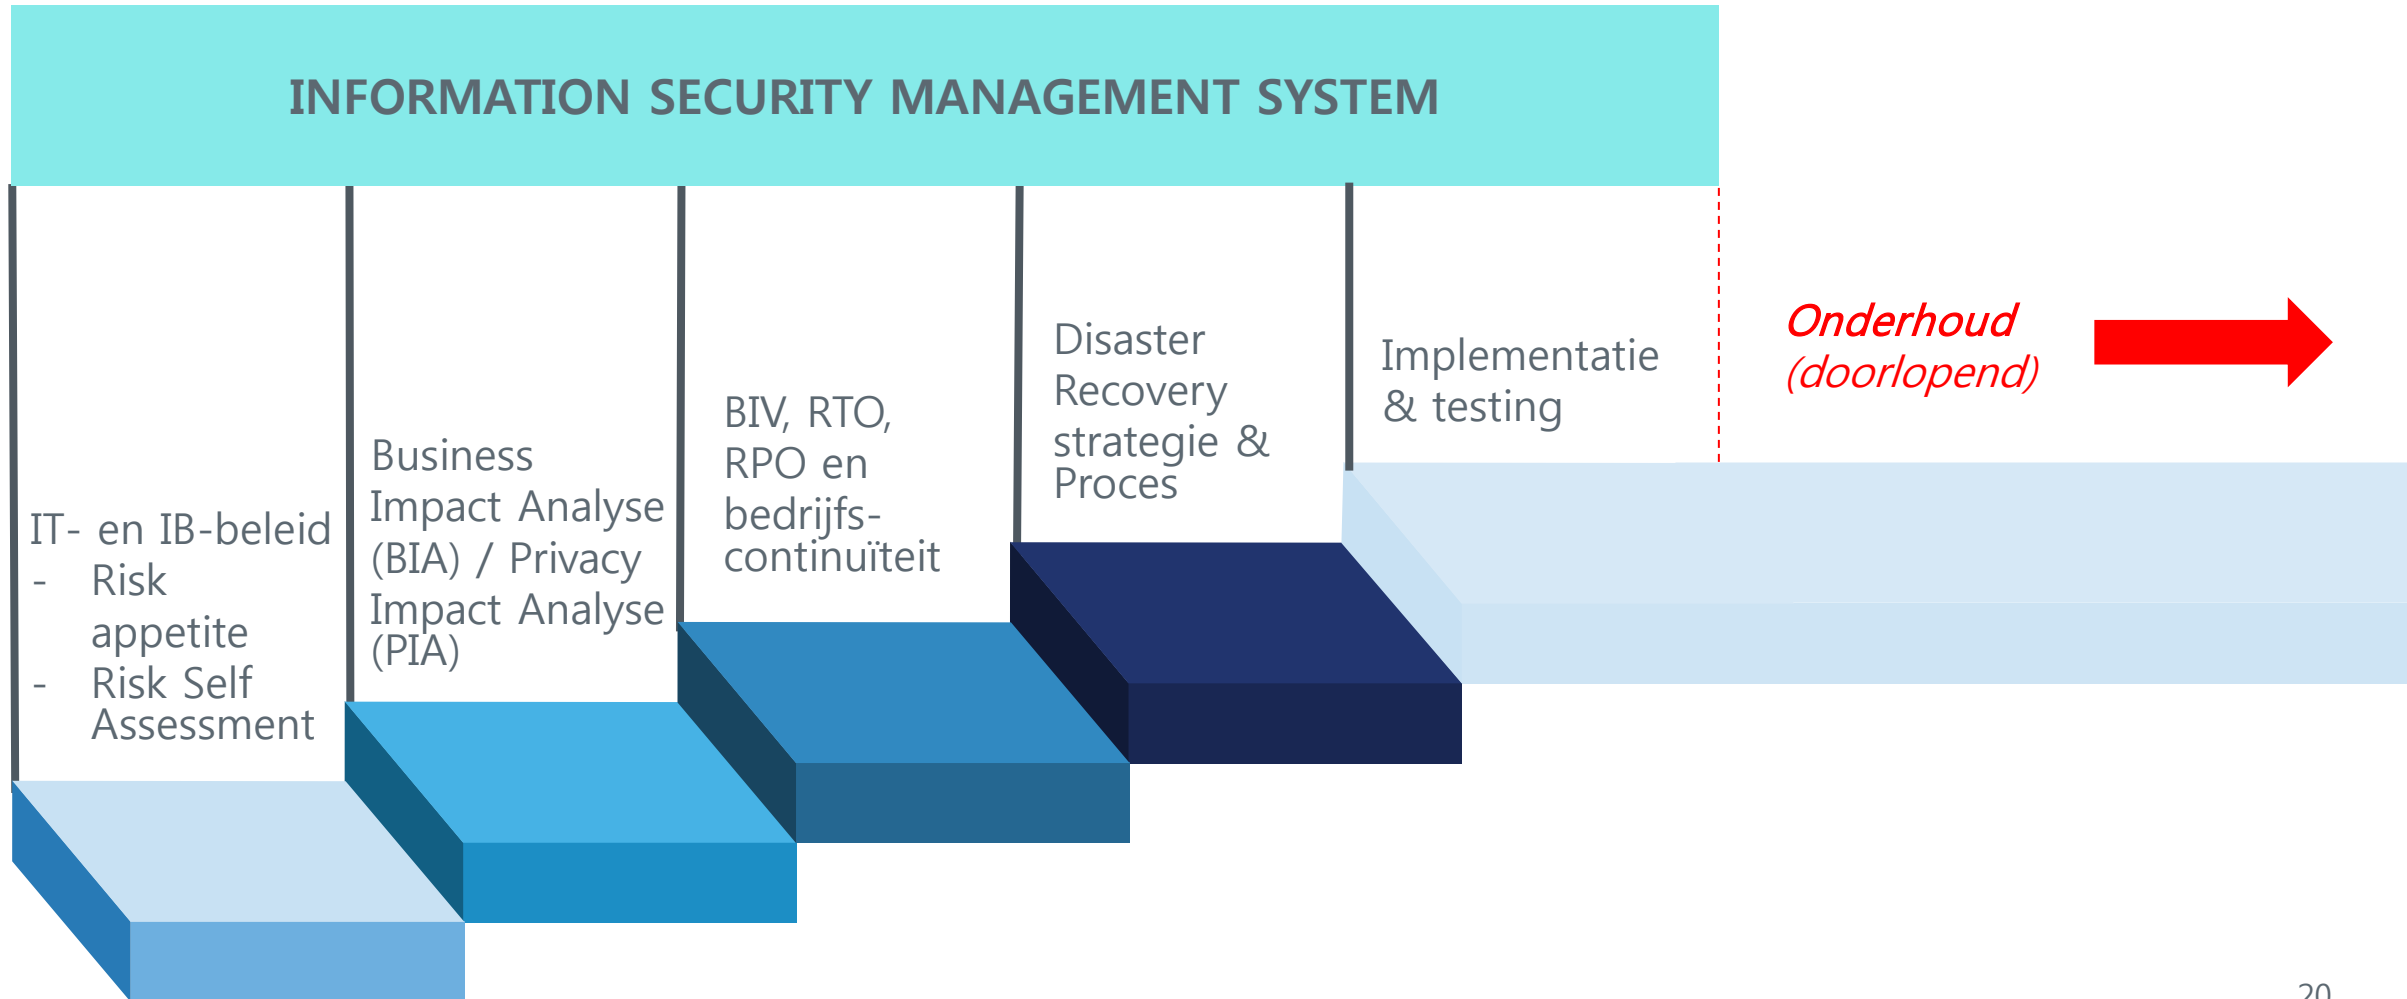 INFORMATION SECURITY MANAGEMENT SYSTEM
IT- en IB-beleid
- Risk
appetite
- Risk Self
Assessment
Business
Impact Analyse
(BIA) / Privacy
Impact Analyse
(PIA)
BIV, RTO,
RPO en
bedrijfs-
continuïteit
Disaster
Recovery
strategie &
Proces
Implementatie
& testing
Onderhoud
(doorlopend)
20